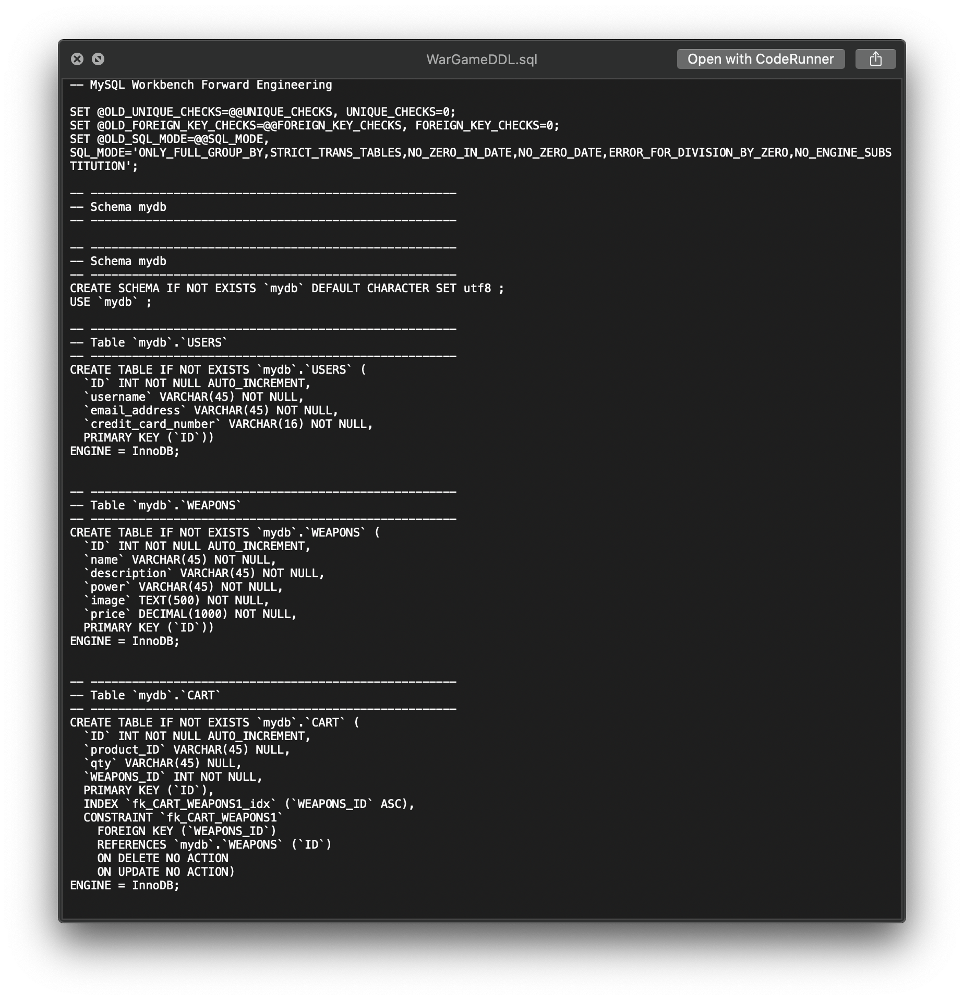 WarGameDDL.sql
Open with CodeRunner
-- MySQL Workbench Forward Engineering
SET @OLD_UNIQUE_CHECKS=@@UNIQUE_CHECKS, UNIQUE_CHECKS=0;
SET @OLD_FOREIGN_KEY_CHECKS=@@FOREIGN_KEY_CHECKS, FOREIGN_KEY_CHECKS=0;
SET @OLD_SQL_MODE=@@SQL_MODE,
SQL_MODE='ONLY_FULL_GROUP_BY,STRICT_TRANS_TABLES,NO_ZERO_IN_DATE,NO_ZERO_DATE,ERROR_FOR_DIVISION_BY_ZERO,NO_ENGINE_SUBS
TITUTION';
-- -----------------------------------------------------
-- Schema mydb
-- -----------------------------------------------------
-- -----------------------------------------------------
-- Schema mydb
-- -----------------------------------------------------
CREATE SCHEMA IF NOT EXISTS `mydb` DEFAULT CHARACTER SET utf8 ;
USE `mydb` ;
-- -----------------------------------------------------
-- Table `mydb`.`USERS`
-- -----------------------------------------------------
CREATE TABLE IF NOT EXISTS `mydb`.`USERS` (
  `ID` INT NOT NULL AUTO_INCREMENT,
  `username` VARCHAR(45) NOT NULL,
  `email_address` VARCHAR(45) NOT NULL,
  `credit_card_number` VARCHAR(16) NOT NULL,
  PRIMARY KEY (`ID`))
ENGINE = InnoDB;
-- -----------------------------------------------------
-- Table `mydb`.`WEAPONS`
-- -----------------------------------------------------
CREATE TABLE IF NOT EXISTS `mydb`.`WEAPONS` (
  `ID` INT NOT NULL AUTO_INCREMENT,
  `name` VARCHAR(45) NOT NULL,
  `description` VARCHAR(45) NOT NULL,
  `power` VARCHAR(45) NOT NULL,
  `image` TEXT(500) NOT NULL,
  `price` DECIMAL(1000) NOT NULL,
  PRIMARY KEY (`ID`))
ENGINE = InnoDB;
-- -----------------------------------------------------
-- Table `mydb`.`CART`
-- -----------------------------------------------------
CREATE TABLE IF NOT EXISTS `mydb`.`CART` (
  `ID` INT NOT NULL AUTO_INCREMENT,
  `product_ID` VARCHAR(45) NULL,
  `qty` VARCHAR(45) NULL,
  `WEAPONS_ID` INT NOT NULL,
  PRIMARY KEY (`ID`),
  INDEX `fk_CART_WEAPONS1_idx` (`WEAPONS_ID` ASC),
  CONSTRAINT `fk_CART_WEAPONS1`
    FOREIGN KEY (`WEAPONS_ID`)
    REFERENCES `mydb`.`WEAPONS` (`ID`)
    ON DELETE NO ACTION
    ON UPDATE NO ACTION)
ENGINE = InnoDB;